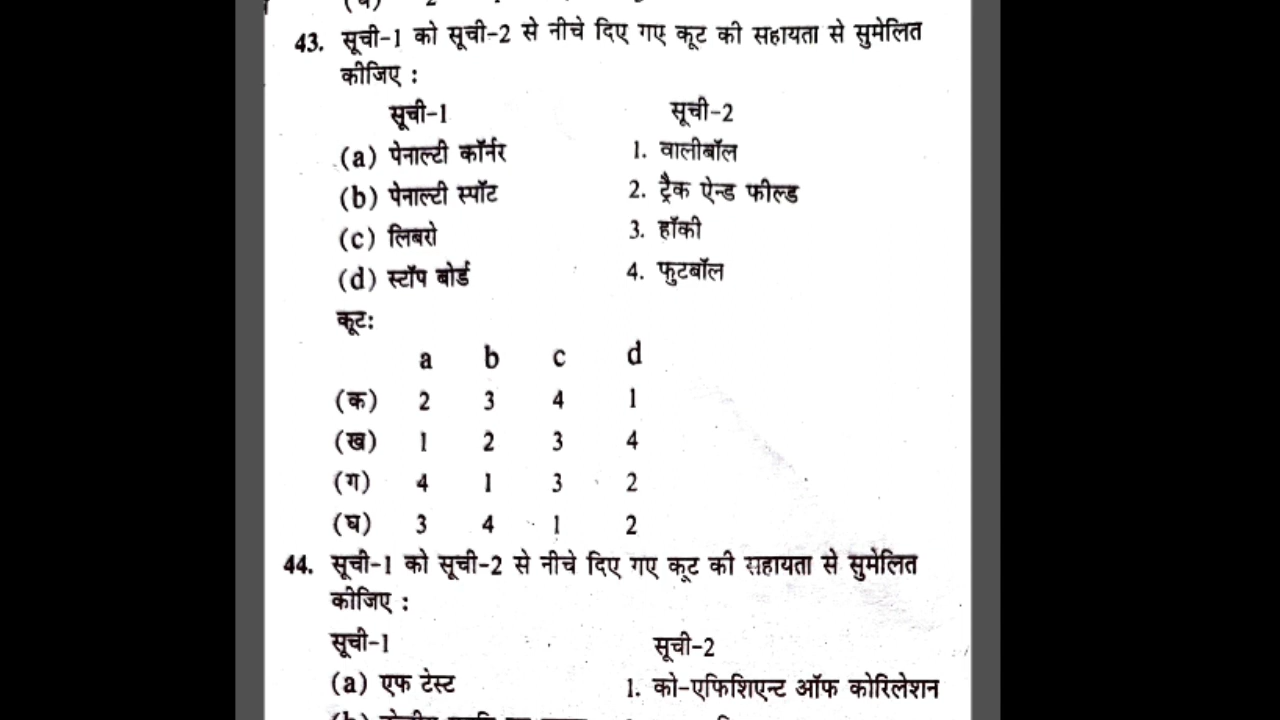 43. सूची-1 को सूची-2 से नीचे दिए गए कूट की सहायता से सुमेलित
कीजिए :
सूची-1 सूची-2
(a) पेनाल्टी कॉर्नर 1. वालीबॉल
(b) पेनाल्टी स्पॉट 2. ट्रैक ऐन्ड फील्ड
(c) लिबरो 3. हॉकी
(d) स्टॉप बोर्ड 4. फुटबॉल
कूटः
a b c d
(क) 2 3 4 1
(ख) 1 2 3 4
(ग) 4 1 3 2
(घ) 3 4 1 2
44. सूची-1 को सूची-2 से नीचे दिए गए कूट की सहायता से सुमेलित
कीजिए :
सूची-1 सूची-2
(a) एफ टेस्ट 1. को-एफिशिएन्ट ऑफ कोरिलेशन